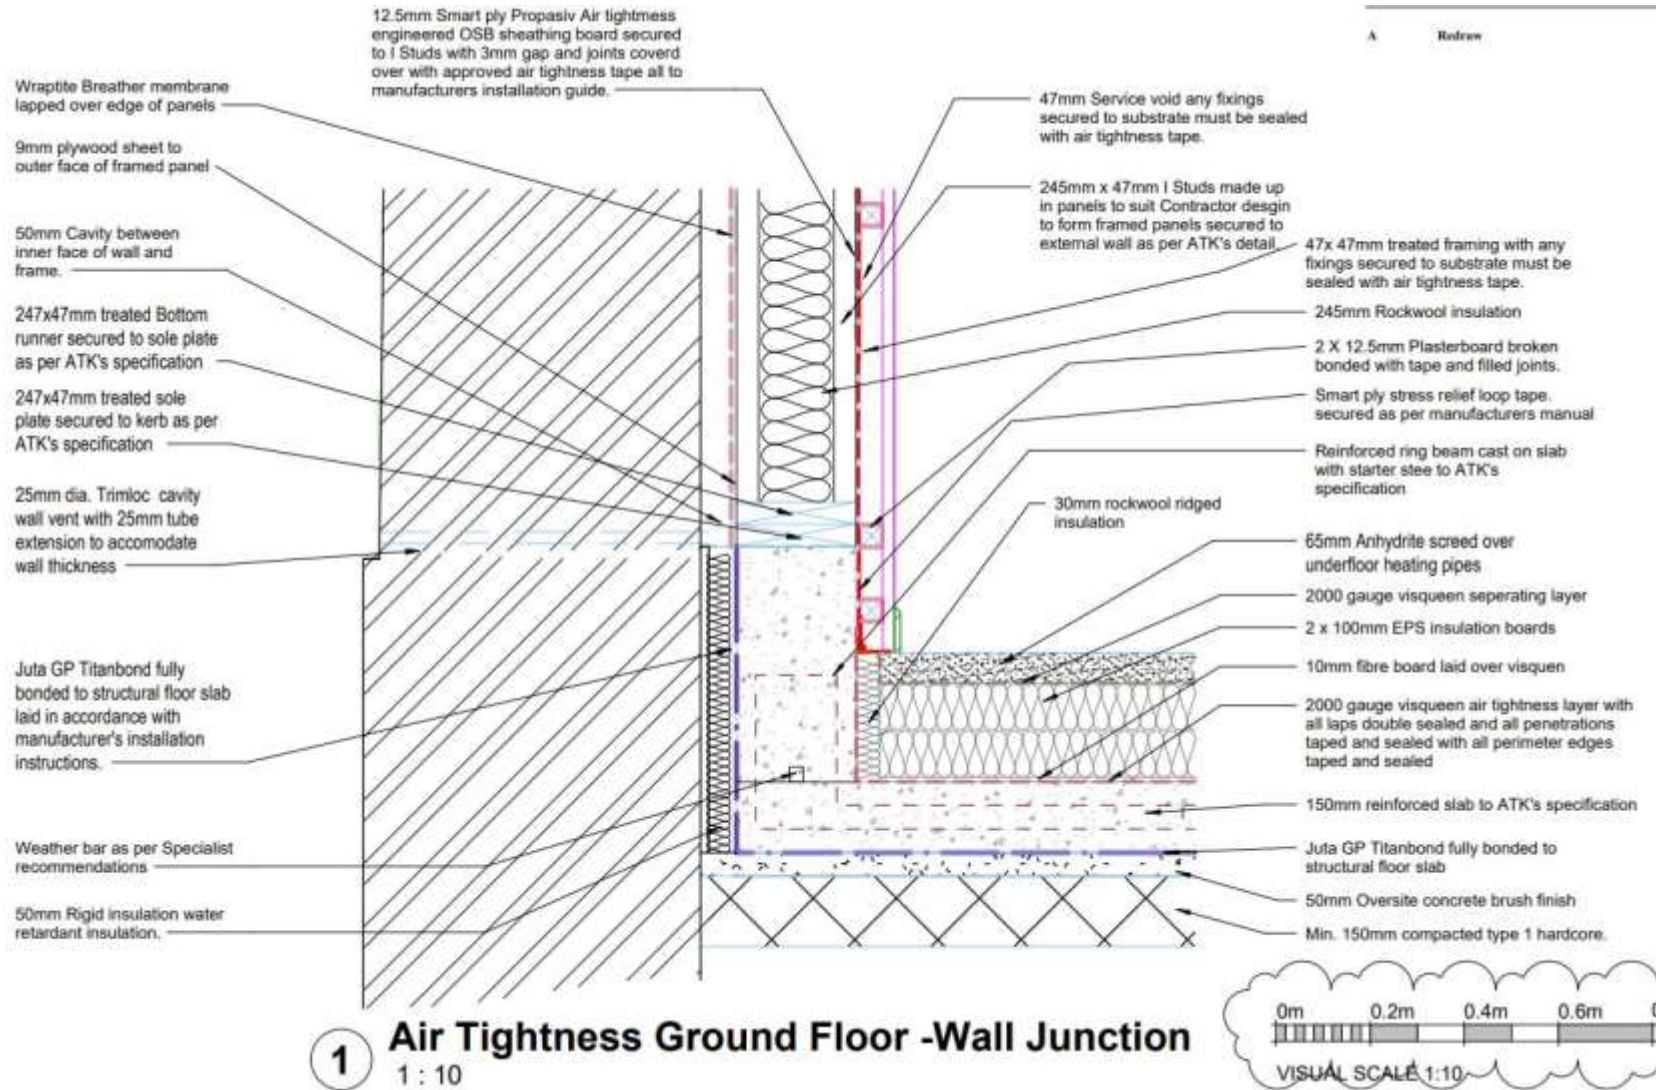 12.5mm Smart ply Propasiv Air tightmess
engineered OSB sheathing board secured
to I Studs with 3mm gap and joints coverd
over with approved air tightness tape all to
manufacturers installation guide.
A Redraw
Wraptite Breather membrane
lapped over edge of panels
9mm plywood sheet to
outer face of framed panel
50mm Cavity between
inner face of wall and
frame.
247x47mm treated Bottom
runner secured to sole plate
as per ATK's specification
247x47mm treated sole
plate secured to kerb as per
ATK's specification
25mm dia. Trimloc cavity
wall vent with 25mm tube
extension to accomodate
wall thickness
Juta GP Titanbond fully
bonded to structural floor slab
laid in accordance with
manufacturer's installation
instructions.
Weather bar as per Specialist
recommendations
50mm Rigid insulation water
retardant insulation.
47mm Service void any fixings
secured to substrate must be sealed
with air tightness tape.
245mm x 47mm I Studs made up
in panels to suit Contractor desgin
to form framed panels secured to
external wall as per ATK's detail
47x 47mm treated framing with any
fixings secured to substrate must be
sealed with air tightness tape.
245mm Rockwool insulation
2 X 12.5mm Plasterboard broken
bonded with tape and filled joints.
Smart ply stress relief loop tape.
secured as per manufacturers manual
Reinforced ring beam cast on slab
with starter stee to ATK's
specification
30mm rockwool ridged
insulation
65mm Anhydrite screed over
underfloor heating pipes
2000 gauge visqueen seperating layer
2 x 100mm EPS insulation boards
10mm fibre board laid over visquen
2000 gauge visqueen air tightness layer with
all laps double sealed and all penetrations
taped and sealed with all perimeter edges
taped and sealed
150mm reinforced slab to ATK's specification
Juta GP Titanbond fully bonded to
structural floor slab
50mm Oversite concrete brush finish
Min. 150mm compacted type 1 hardcore.
1 Air Tightness Ground Floor -Wall Junction
1 : 10
0m 0.2m 0.4m 0.6m
VISUAL SCALE 1:10